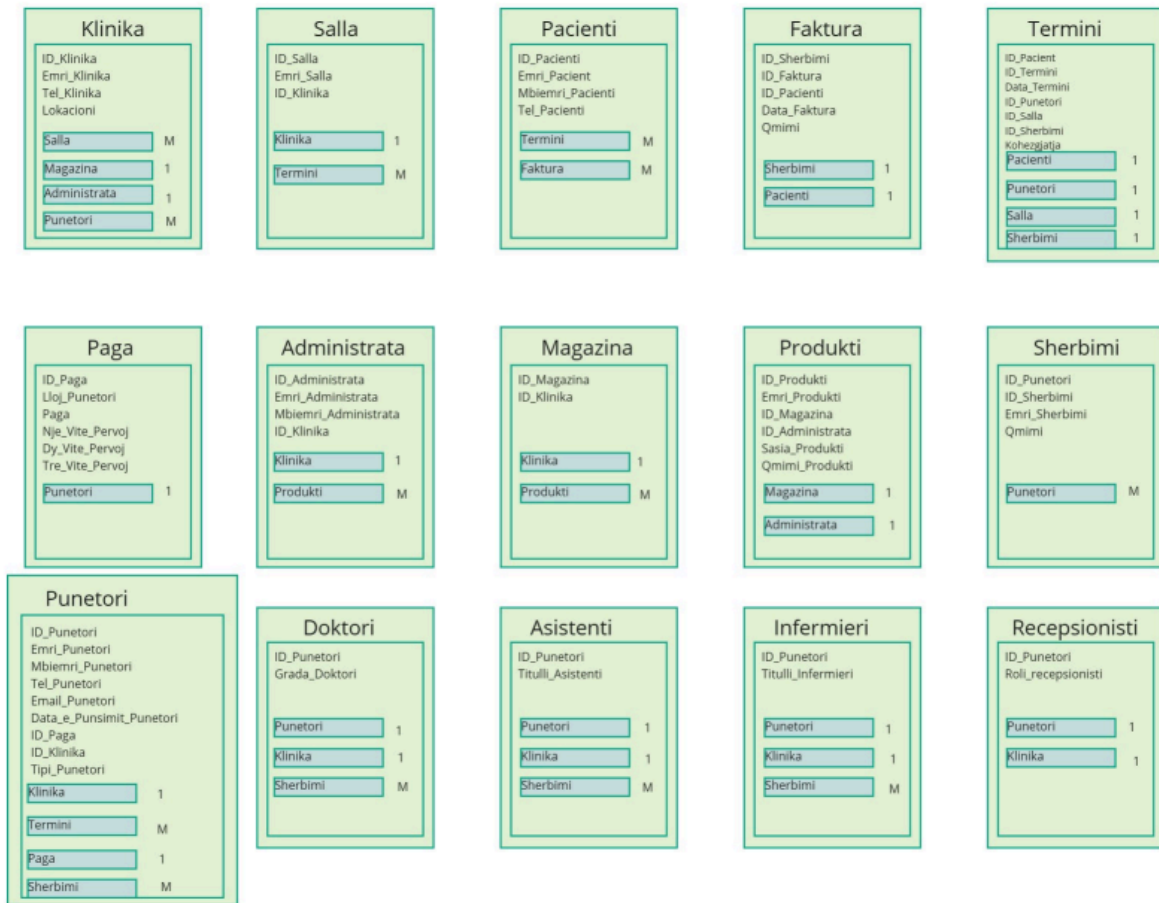 Klinika
ID_Klinika
Emri_Klinika
Tel_Klinika
Lokacioni
Salla M
Magazina 1
Administrata 1
Punetori M
Salla
ID_Salla
Emri_Salla
ID_Klinika
Klinika 1
Termini M
Pacienti
ID_Pacienti
Emri_Pacient
Mbiemri_Pacienti
Tel_Pacienti
Termini M
Faktura M
Faktura
ID_Sherbimi
ID_Faktura
ID_Pacienti
Data_Faktura
Qmimi
Sherbimi 1
Pacienti 1
Termini
ID_Pacient
ID_Termini
Data_Termini
ID_Punetori
ID_Salla
ID_Sherbimi
Kohezgjatja
Pacienti 1
Punetori 1
Salla 1
Sherbimi 1
Paga
ID_Paga
Lloj_Punetori
Paga
Nje_Vite_Pervoj
Dy_Vite_Pervoj
Tre_Vite_Pervoj
Punetori 1
Administrata
ID_Administrata
Emri_Administrata
Mbiemri_Administrata
ID_Klinika
Klinika 1
Produkti M
Magazina
ID_Magazina
ID_Klinika
Klinika 1
Produkti M
Produkti
ID_Produkti
Emri_Produkti
ID_Magazina
ID_Administrata
Sasia_Produkti
Qmimi_Produkti
Magazina 1
Administrata 1
Sherbimi
ID_Punetori
ID_Sherbimi
Emri_Sherbimi
Qmimi
Punetori M
Punetori
ID_Punetori
Emri_Punetori
Mbiemri_Punetori
Tel_Punetori
Email_Punetori
Data_e_Punsimit_Punetori
ID_Paga
ID_Klinika
Tipi_Punetori
Klinika 1
Termini M
Paga 1
Sherbimi M
Doktori
ID_Punetori
Grada_Doktori
Punetori 1
Klinika 1
Sherbimi M
Asistenti
ID_Punetori
Titulli_Asistenti
Punetori 1
Klinika 1
Sherbimi M
Infermieri
ID_Punetori
Titulli_Infermieri
Punetori 1
Klinika 1
Sherbimi M
Recepsionisti
ID_Punetori
Roli_recepsionisti
Punetori 1
Klinika 1